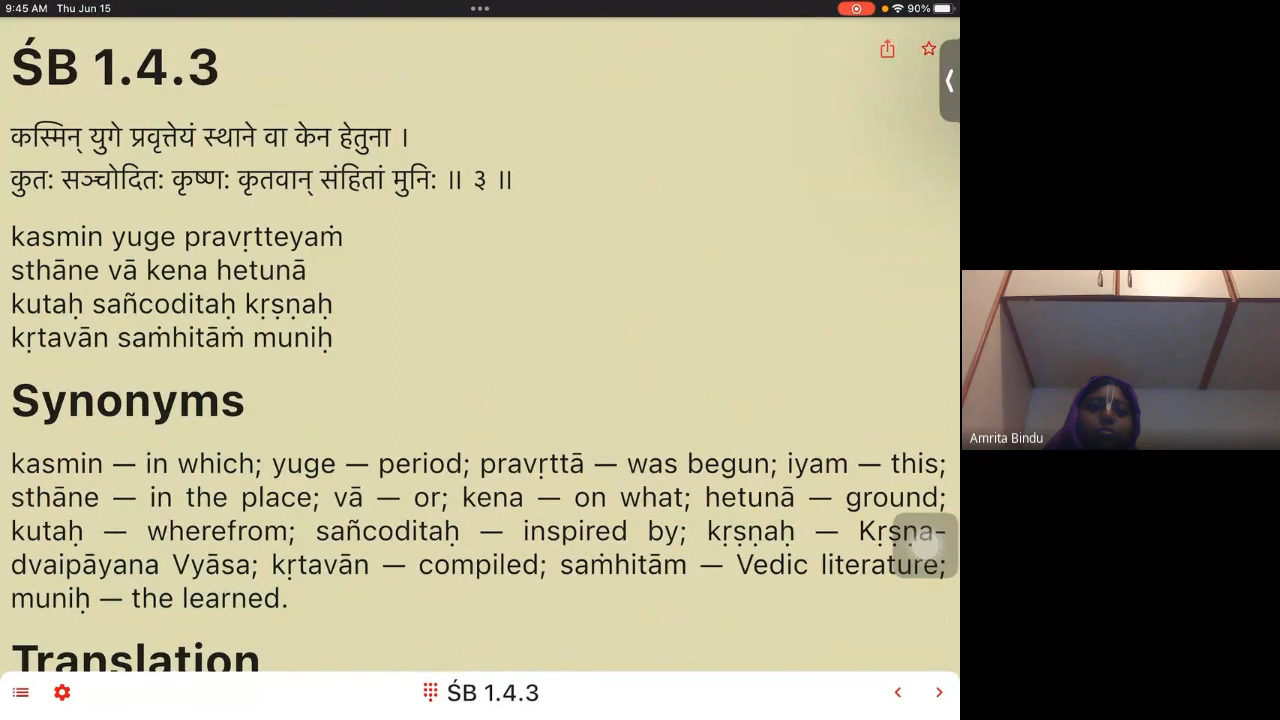 9:45 AM Thu Jun 15
90%
ŚB 1.4.3
कस्मिन् युगे प्रवृत्तेयं स्थाने वा केन हेतुना ।
कुत: सञ्चोदित: कृष्ण: कृतवान् संहितां मुनि: ॥ ३ ॥
kasmin yuge pravṛtteyaṁ
sthāne vā kena hetunā
kutaḥ sañcoditaḥ kṛṣṇaḥ
kṛtavān saṁhitāṁ muniḥ
Synonyms
kasmin — in which; yuge — period; pravṛttā — was begun; iyam — this;
sthāne — in the place; vā — or; kena — on what; hetunā — ground;
kutaḥ — wherefrom; sañcoditaḥ — inspired by; kṛṣṇaḥ — Kṛṣṇa-
dvaipāyana Vyāsa; kṛtavān — compiled; saṁhitām — Vedic literature;
muniḥ — the learned.
Translation
ŚB 1.4.3
Amrita Bindu